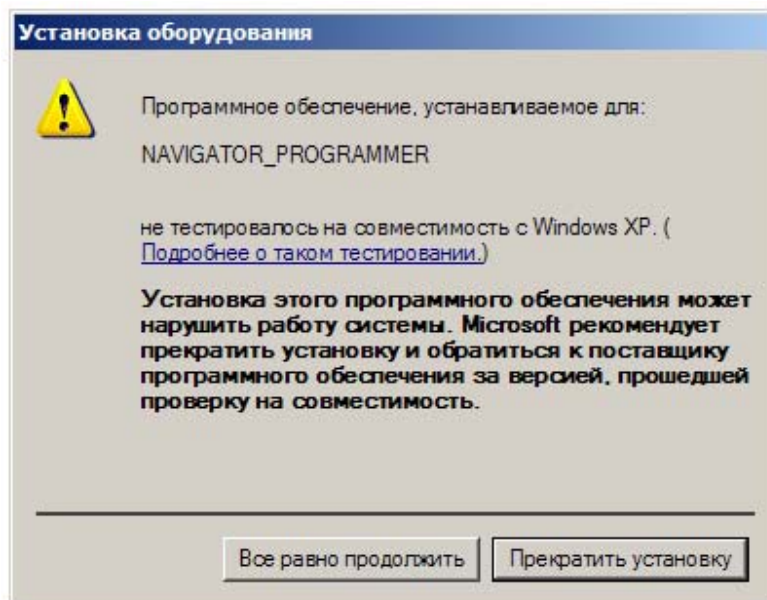 Установка оборудования
Программное обеспечение, устанавливаемое для:
NAVIGATOR_PROGRAMMER
не тестировалось на совместимость с Windows XP. (
Подробнее о таком тестировании.)
Установка этого программного обеспечения может
нарушить работу системы. Microsoft рекомендует
прекратить установку и обратиться к поставщику
программного обеспечения за версией, прошедшей
проверку на совместимость.
Все равно продолжить
Прекратить установку